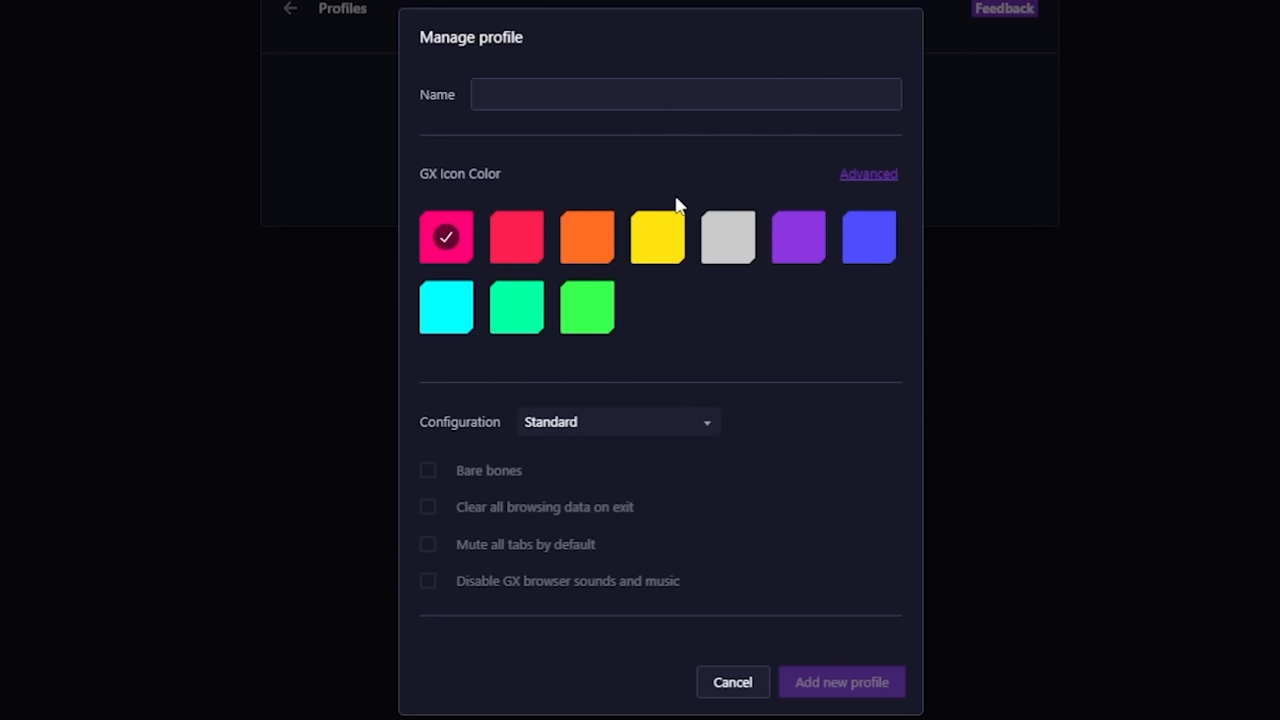 Profiles
Feedback
Manage profile
Name
GX Icon Color
Advanced
Configuration
Standard
Bare bones
Clear all browsing data on exit
Mute all tabs by default
Disable GX browser sounds and music
Cancel
Add new profile